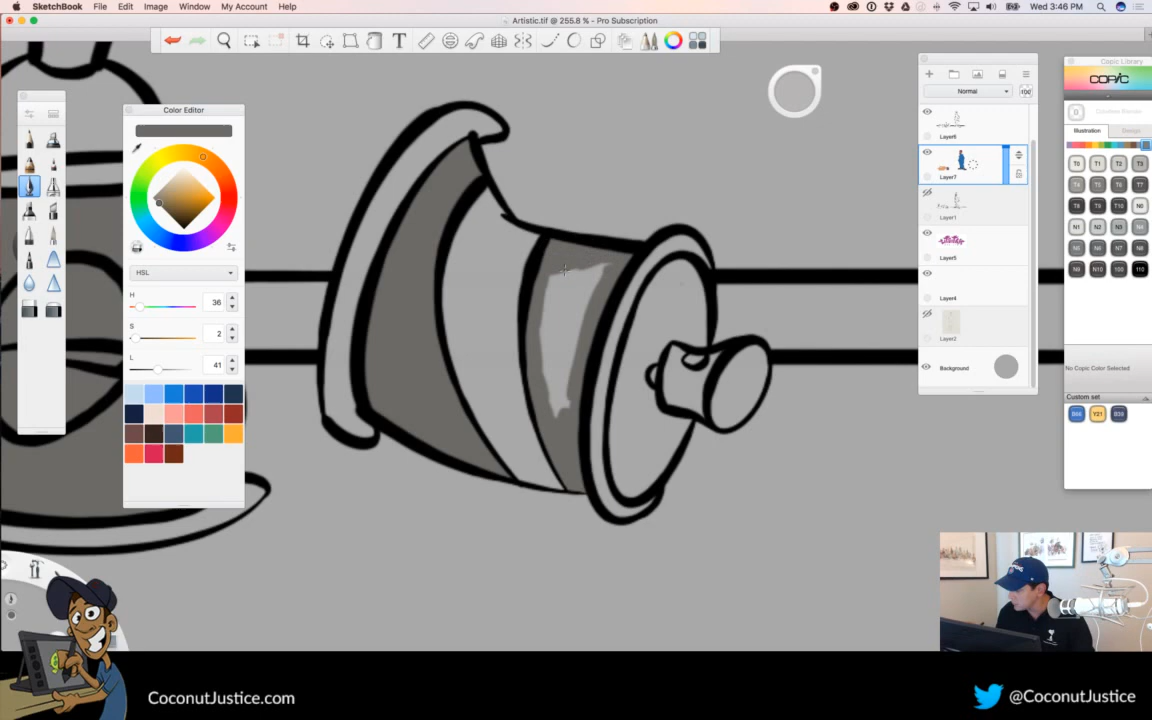 SketchBook File Edit Image Window My Account Help Wed 3:46 PM
Artistic.tif @ 255.8 % - Pro Subscription
T
Color Editor
HSL
H 36
S 2
L 41
Normal
100
Layer6
Layer7
Layer1
Layer5
Layer4
Layer2
Background
Copic Library
COPIC
0 Colorless Blender
Illustration Design
T0 T1 T2 T3
T4 T5 T6 T7
T8 T9 T10 N0
N1 N2 N3 N4
N5 N6 N7 N8
N9 N10 100 110
No Copic Color Selected
Custom set
Y21
CoconutJustice.com
@CoconutJustice